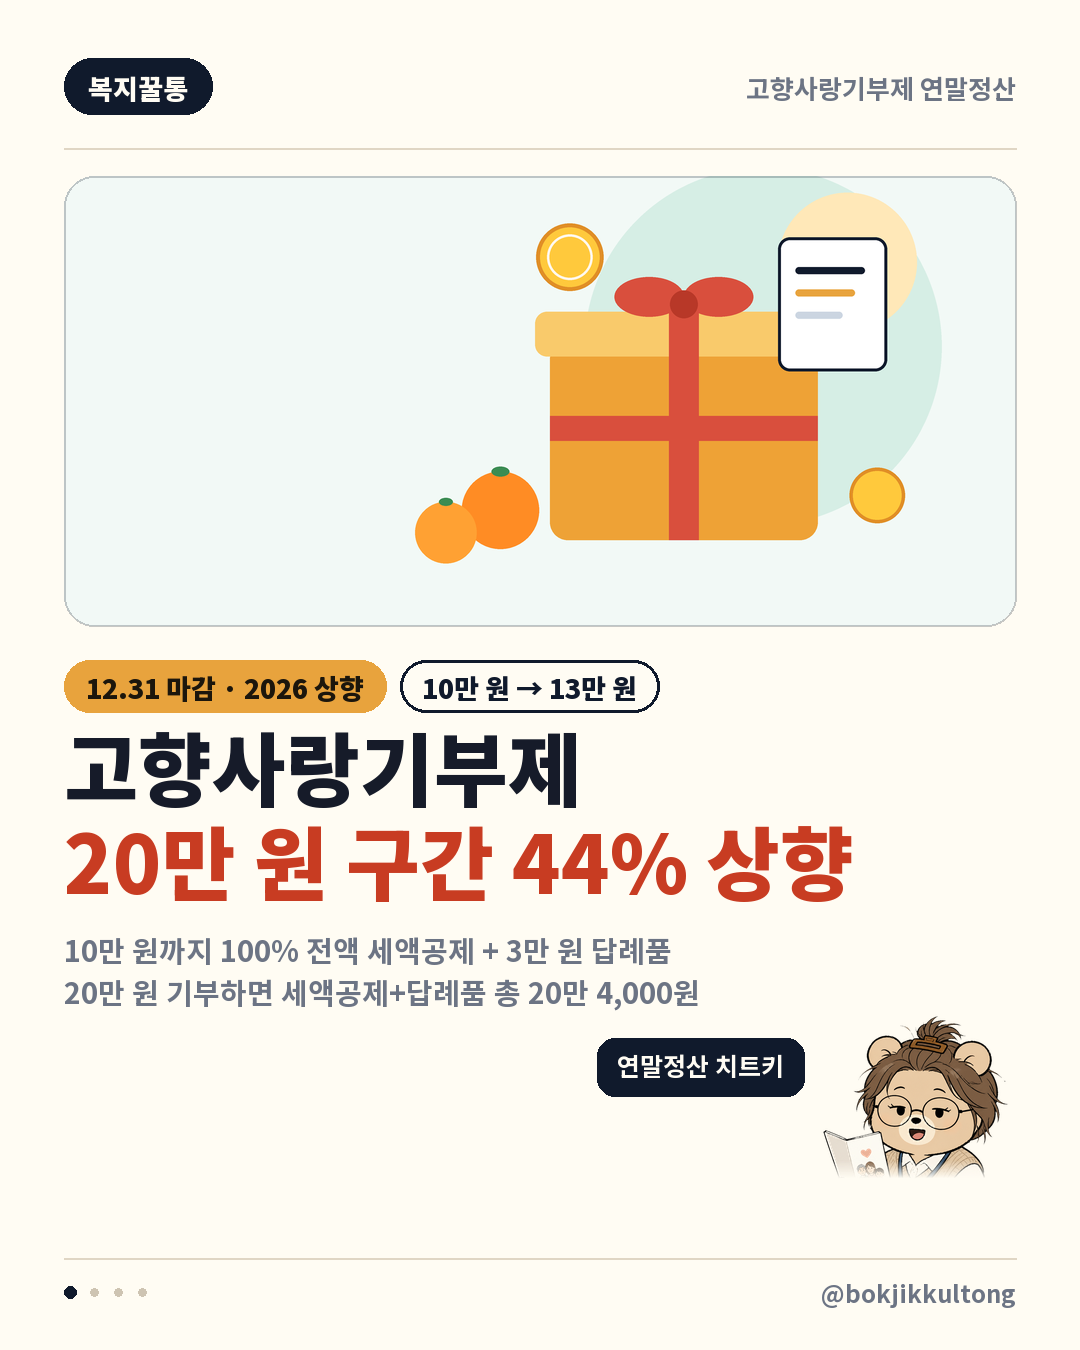 복지꿀통
고향사랑기부제 연말정산
12.31 마감 · 2026 상향
10만 원 → 13만 원
고향사랑기부제
20만 원 구간 44% 상향
10만 원까지 100% 전액 세액공제 + 3만 원 답례품
20만 원 기부하면 세액공제+답례품 총 20만 4,000원
연말정산 치트키
@bokjikkultong